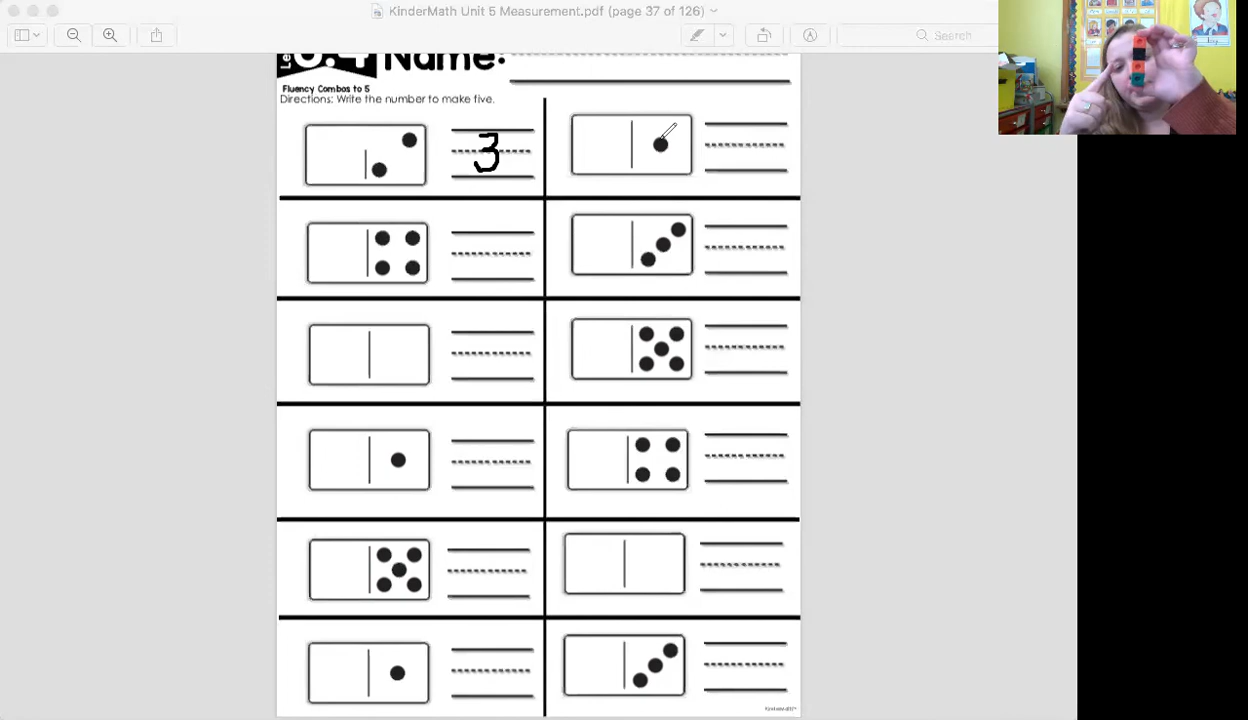 KinderMath Unit 5 Measurement.pdf (page 37 of 126)
Search
Name:
Fluency Combos to 5
Directions: Write the number to make five.
3